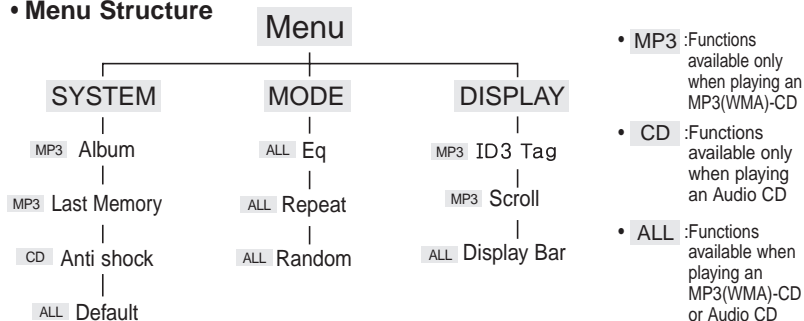 • Menu Structure
Menu
SYSTEM MODE DISPLAY
MP3 Album ALL Eq MP3 ID3 Tag
MP3 Last Memory ALL Repeat MP3 Scroll
CD Anti shock ALL Random ALL Display Bar
ALL Default
• MP3 :Functions
available only
when playing an
MP3(WMA)-CD
• CD :Functions
available only
when playing
an Audio CD
• ALL :Functions
available when
playing an
MP3(WMA)-CD
or Audio CD